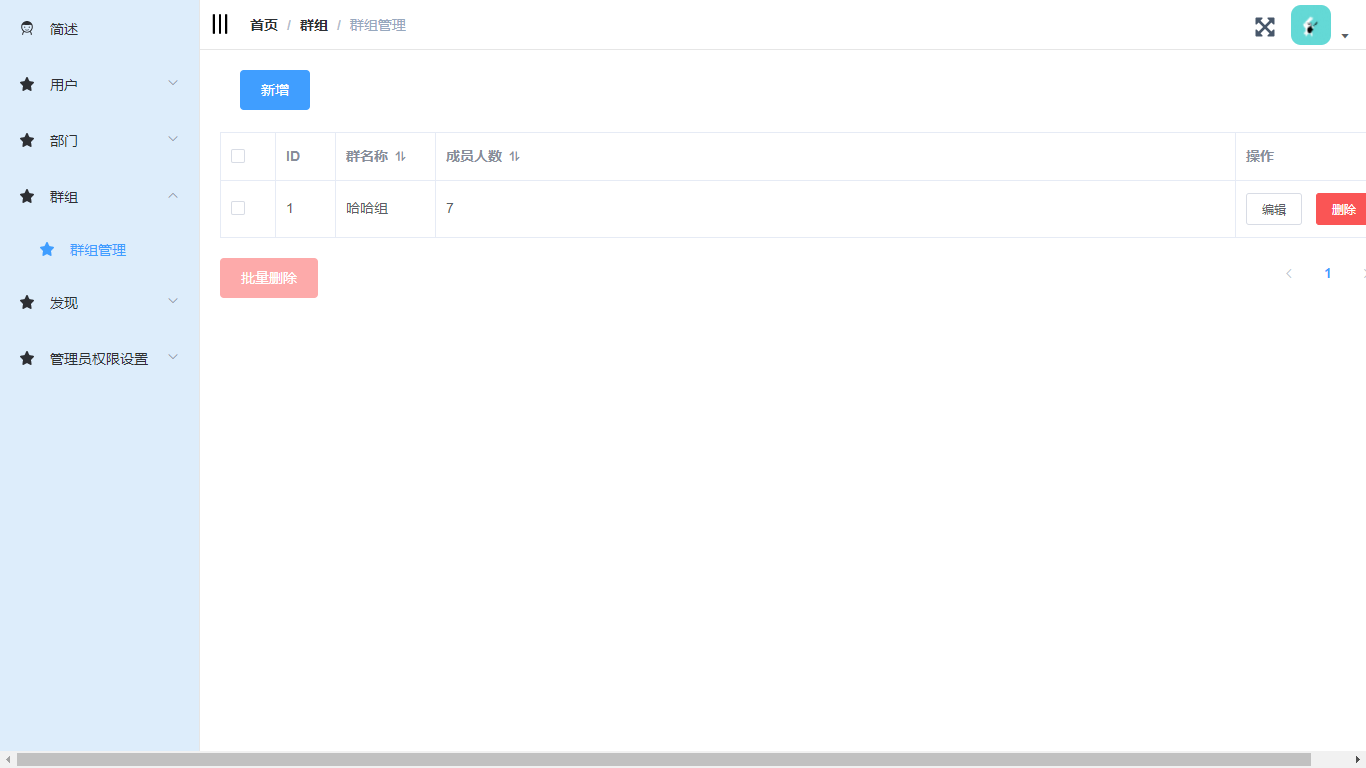 简述
用户
部门
群组
群组管理
发现
管理员权限设置
首页 / 群组 / 群组管理
新增
ID 群名称 成员人数 操作
1 哈哈组 7 编辑 删除
批量删除
1